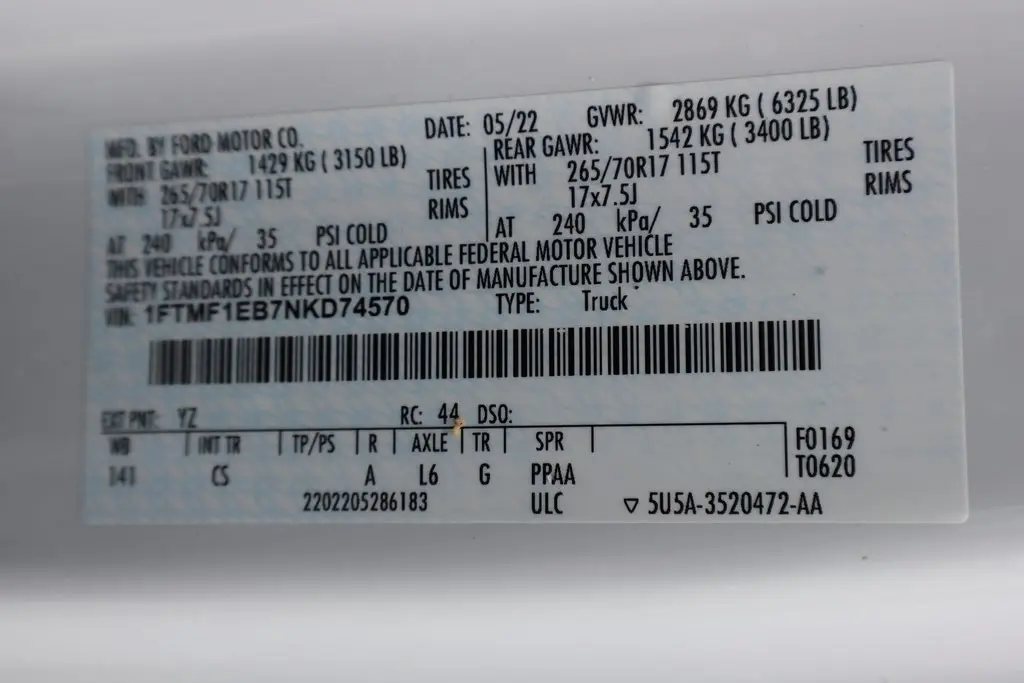 MFD. BY FORD MOTOR CO. DATE: 05/22 GVWR: 2869 KG ( 6325 LB)
FRONT GAWR: 1429 KG ( 3150 LB) REAR GAWR: 1542 KG ( 3400 LB)
WITH 265/70R17 115T TIRES WITH 265/70R17 115T TIRES
17x7.5J RIMS 17x7.5J RIMS
AT 240 kPa/ 35 PSI COLD AT 240 kPa/ 35 PSI COLD
THIS VEHICLE CONFORMS TO ALL APPLICABLE FEDERAL MOTOR VEHICLE
SAFETY STANDARDS IN EFFECT ON THE DATE OF MANUFACTURE SHOWN ABOVE.
VIN: 1FTMF1EB7NKD74570 TYPE: Truck
EXT PNT: YZ RC: 44 DSO:
WB INT TR TP/PS R AXLE TR SPR F0169
141 CS A L6 G PPAA T0620
2202205286183 ULC ▽ 5U5A-3520472-AA